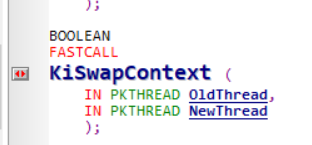 );
BOOLEAN
FASTCALL
KiSwapContext (
IN PKTHREAD OldThread,
IN PKTHREAD NewThread
);